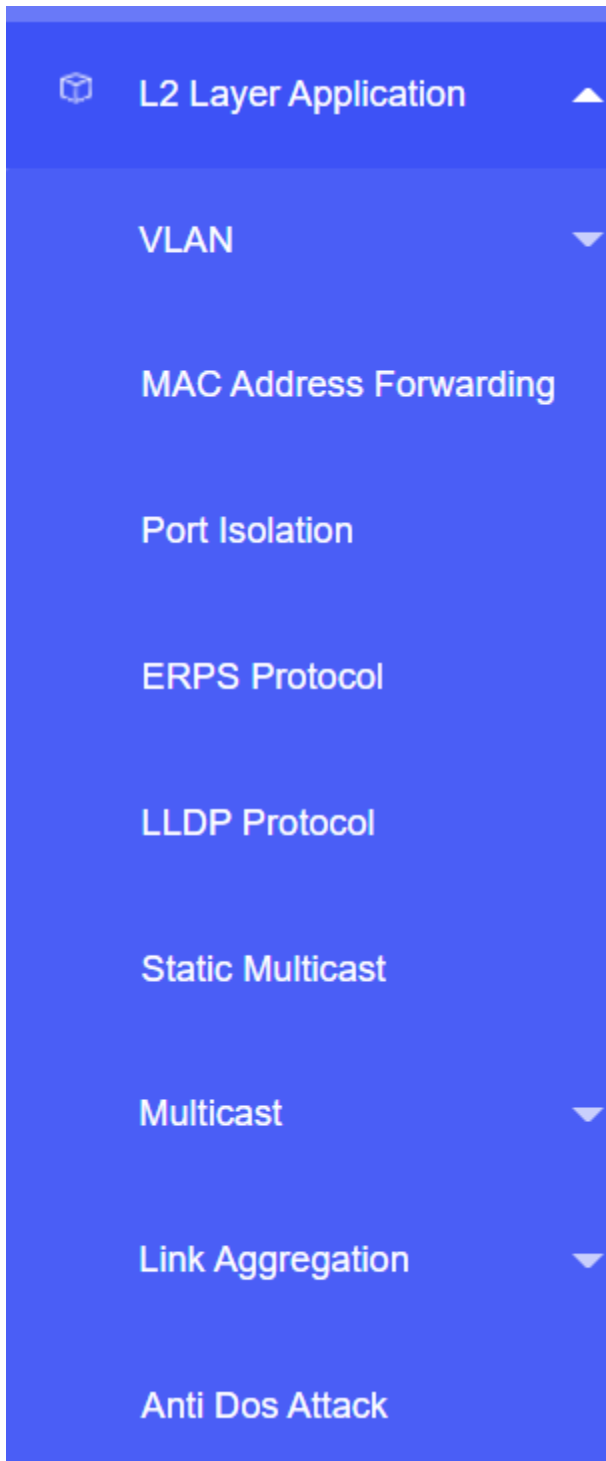 L2 Layer Application
VLAN
MAC Address Forwarding
Port Isolation
ERPS Protocol
LLDP Protocol
Static Multicast
Multicast
Link Aggregation
Anti Dos Attack